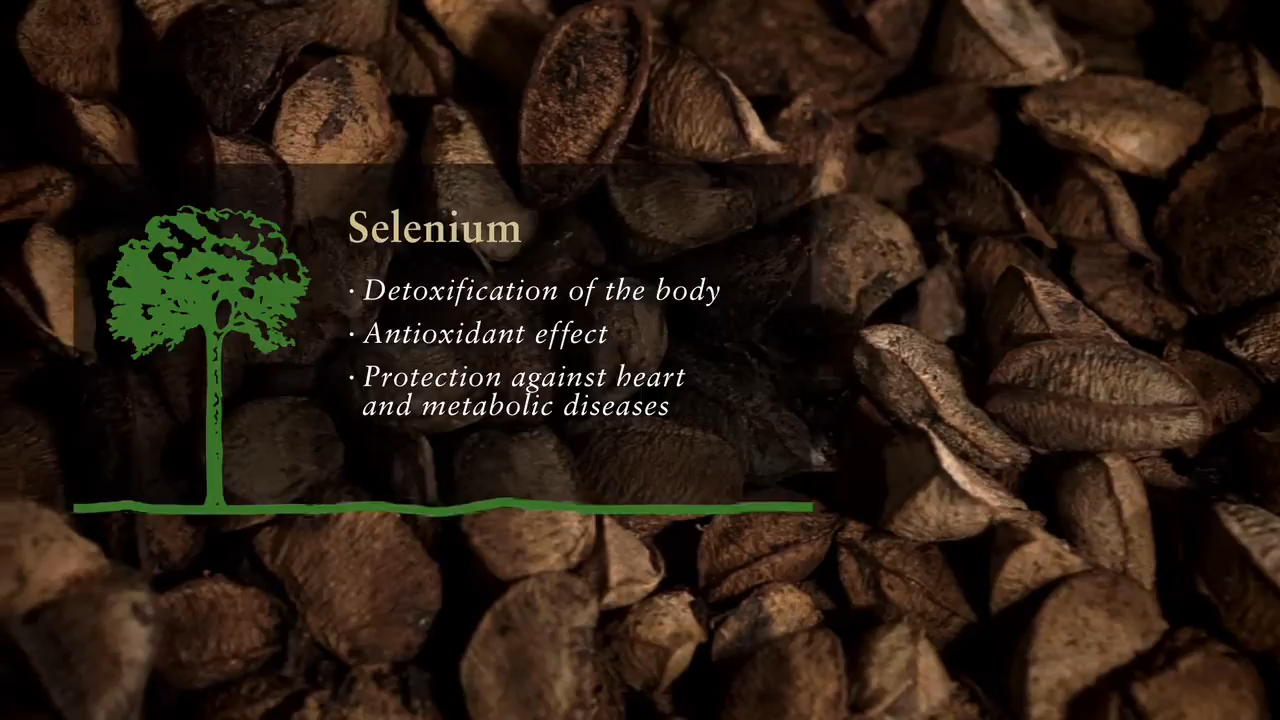 Selenium
· Detoxification of the body
· Antioxidant effect
· Protection against heart
and metabolic diseases